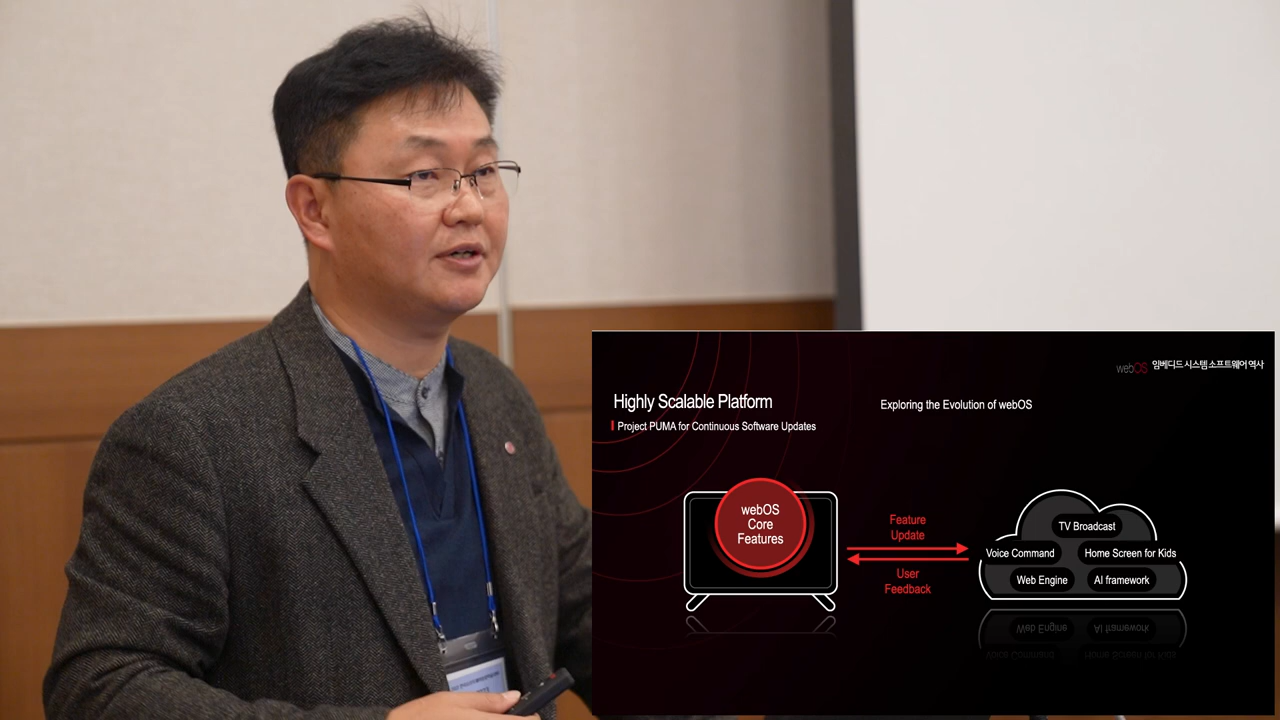 webOS 임베디드 시스템 소프트웨어 역사
Highly Scalable Platform
Exploring the Evolution of webOS
Project PUMA for Continuous Software Updates
webOS
Core
Features
Feature
Update
User
Feedback
TV Broadcast
Voice Command
Home Screen for Kids
Web Engine
AI framework